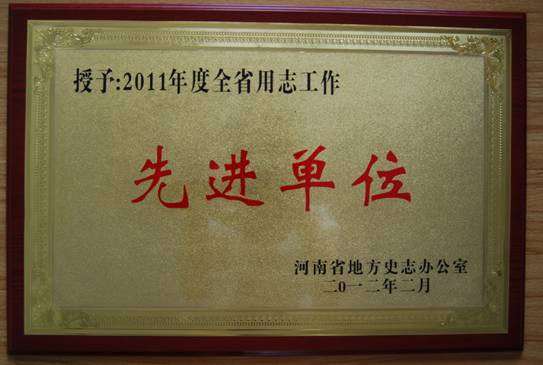 授予:2011年度全省用志工作
先进单位
河南省地方史志办公室
二0一二年二月